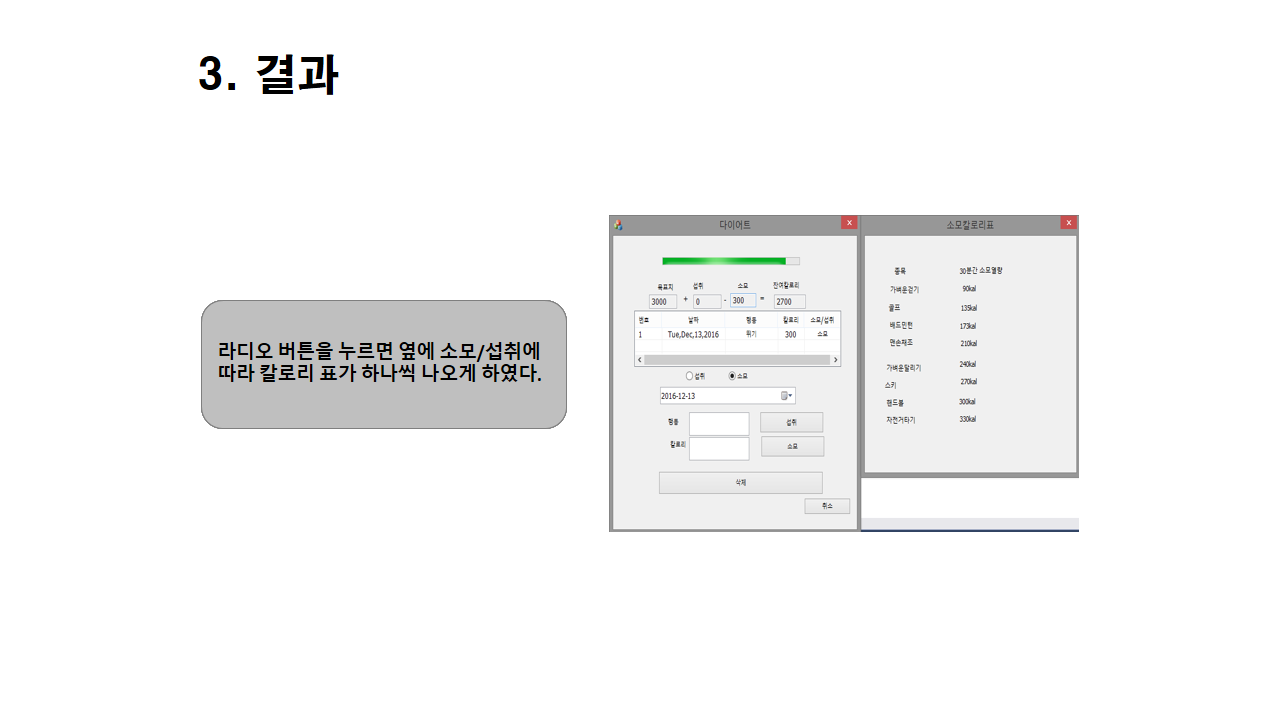 3. 결과
라디오 버튼을 누르면 옆에 소모/섭취에
따라 칼로리 표가 하나씩 나오게 하였다.
다이어트
x
목표치 섭취 소모 잔여칼로리
3000 + 0 - 300 = 2700
번호 날짜 행동 칼로리 소모/섭취
1 Tue,Dec,13,2016 뛰기 300 소모
섭취 소모
2016-12-13
행동 섭취
칼로리 소모
삭제
취소
소모칼로리표
x
종목 30분간 소모열량
가벼운걷기 90kal
골프 135kal
배드민턴 173kal
맨손체조 210kal
가벼운달리기 240kal
스키 270kal
핸드볼 300kal
자전거타기 330kal